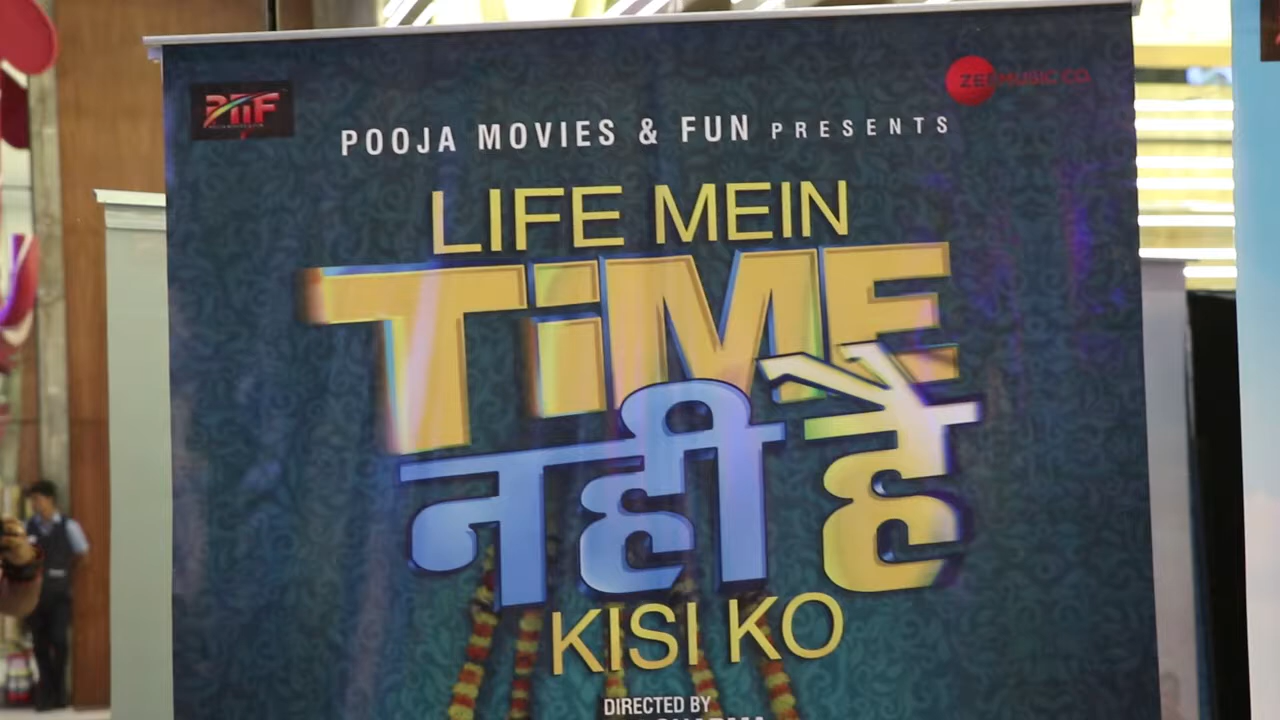 PMF
ZEE MUSIC CO.
POOJA MOVIES & FUN PRESENTS
LIFE MEIN
TiME
नही है
KISI KO
DIRECTED BY